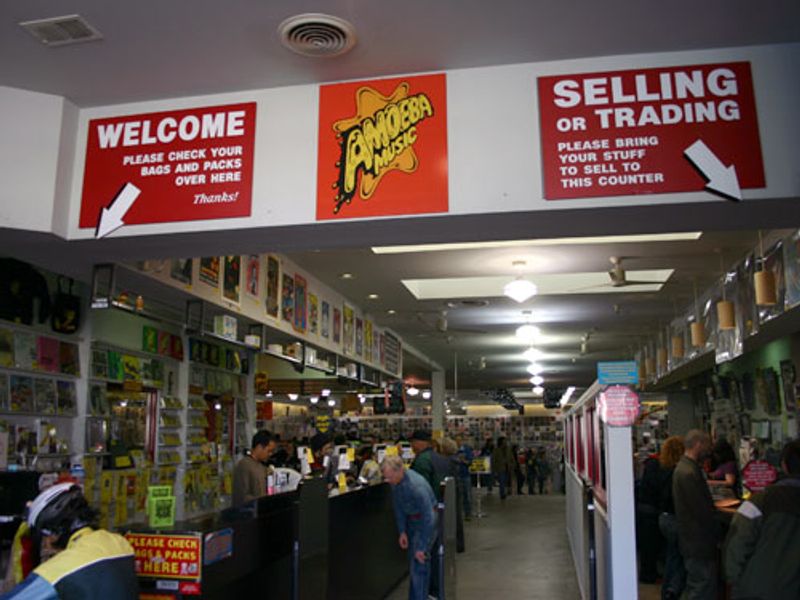 WELCOME
PLEASE CHECK YOUR
BAGS AND PACKS
OVER HERE
Thanks!
AMOEBA
MUSIC
SELLING
OR TRADING
PLEASE BRING
YOUR STUFF
TO SELL TO
THIS COUNTER
PLEASE CHECK
BAGS & PACKS
HERE